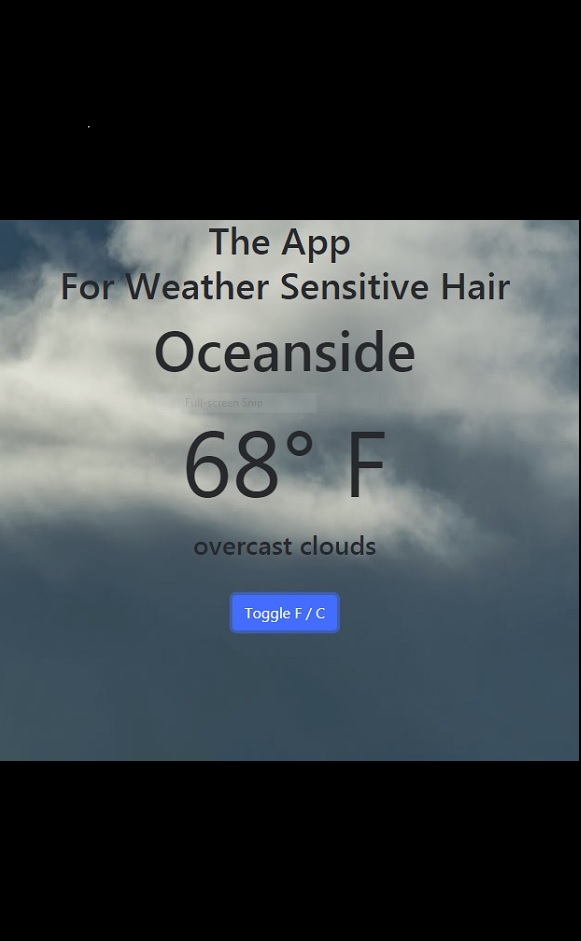 The App
For Weather Sensitive Hair
Oceanside
Full-screen Snip
68° F
overcast clouds
Toggle F / C